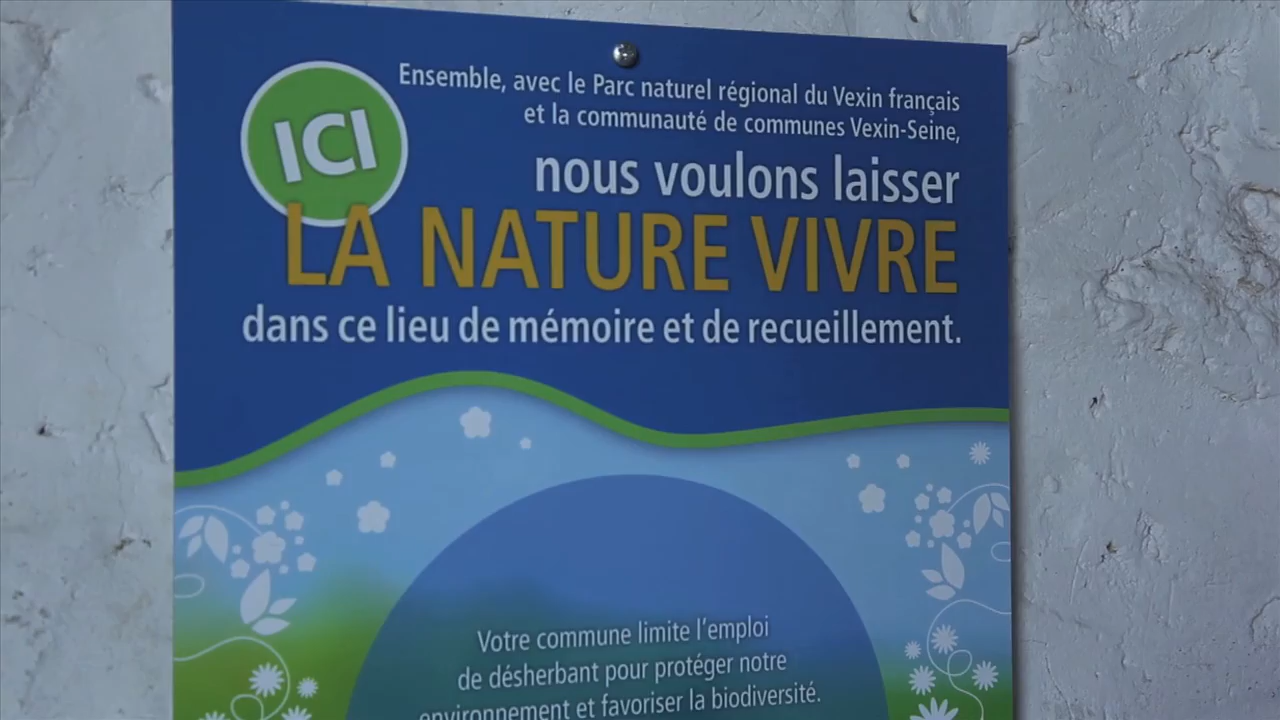 ICI
Ensemble, avec le Parc naturel régional du Vexin français
et la communauté de communes Vexin-Seine,
nous voulons laisser
LA NATURE VIVRE
dans ce lieu de mémoire et de recueillement.
Votre commune limite l'emploi
de désherbant pour protéger notre
environnement et favoriser la biodiversité.